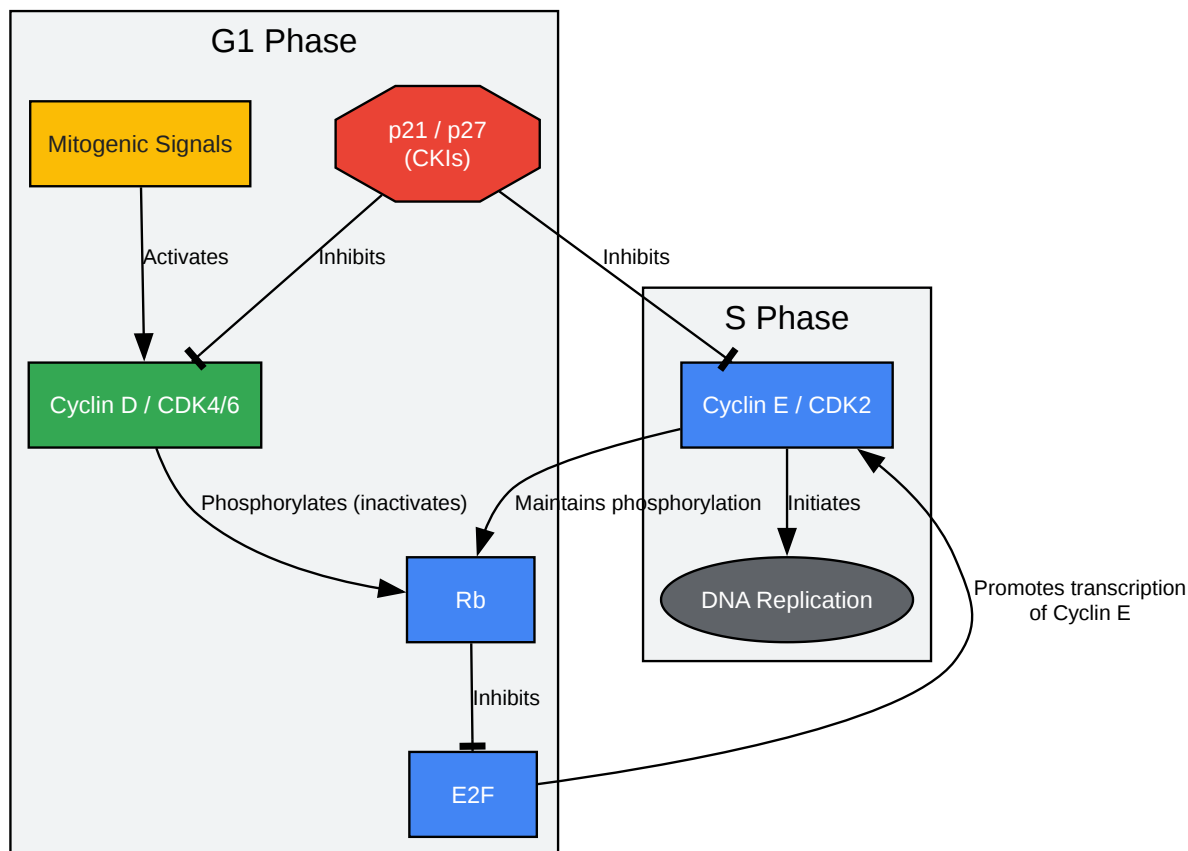 G1 Phase
Mitogenic Signals
p21 / p27
(CKIs)
Activates
Inhibits
Inhibits
S Phase
Cyclin D / CDK4/6
Cyclin E / CDK2
Phosphorylates (inactivates)
Maintains phosphorylation
Initiates
Rb
DNA Replication
Promotes transcription
of Cyclin E
Inhibits
E2F